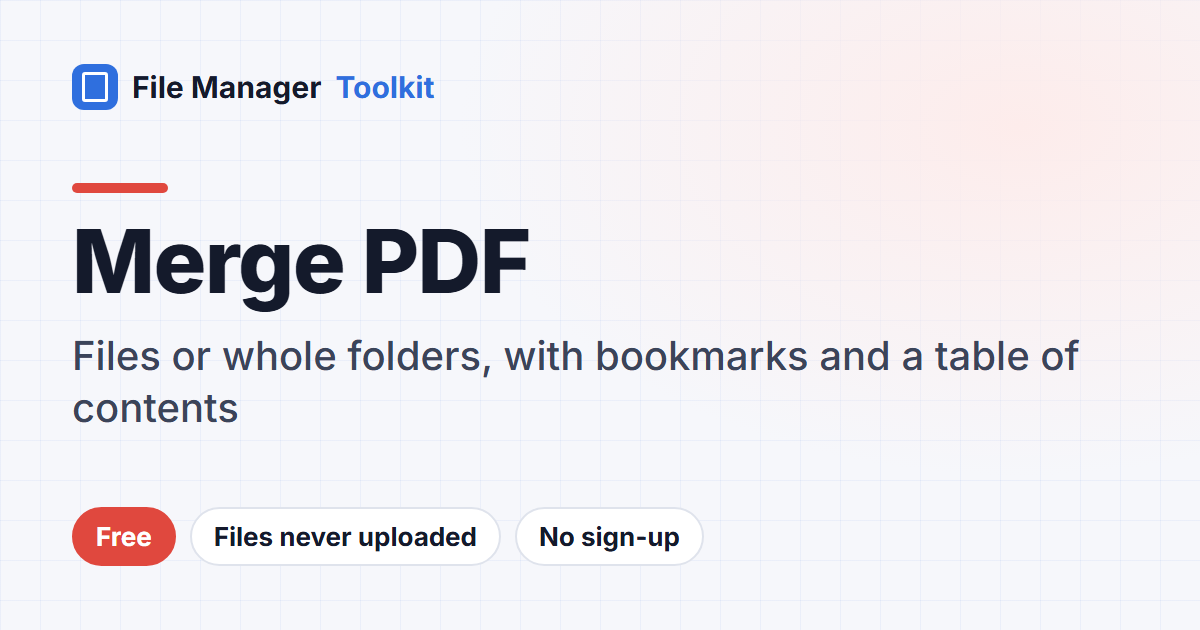 File Manager Toolkit
Merge PDF
Files or whole folders, with bookmarks and a table of
contents
Free
Files never uploaded
No sign-up